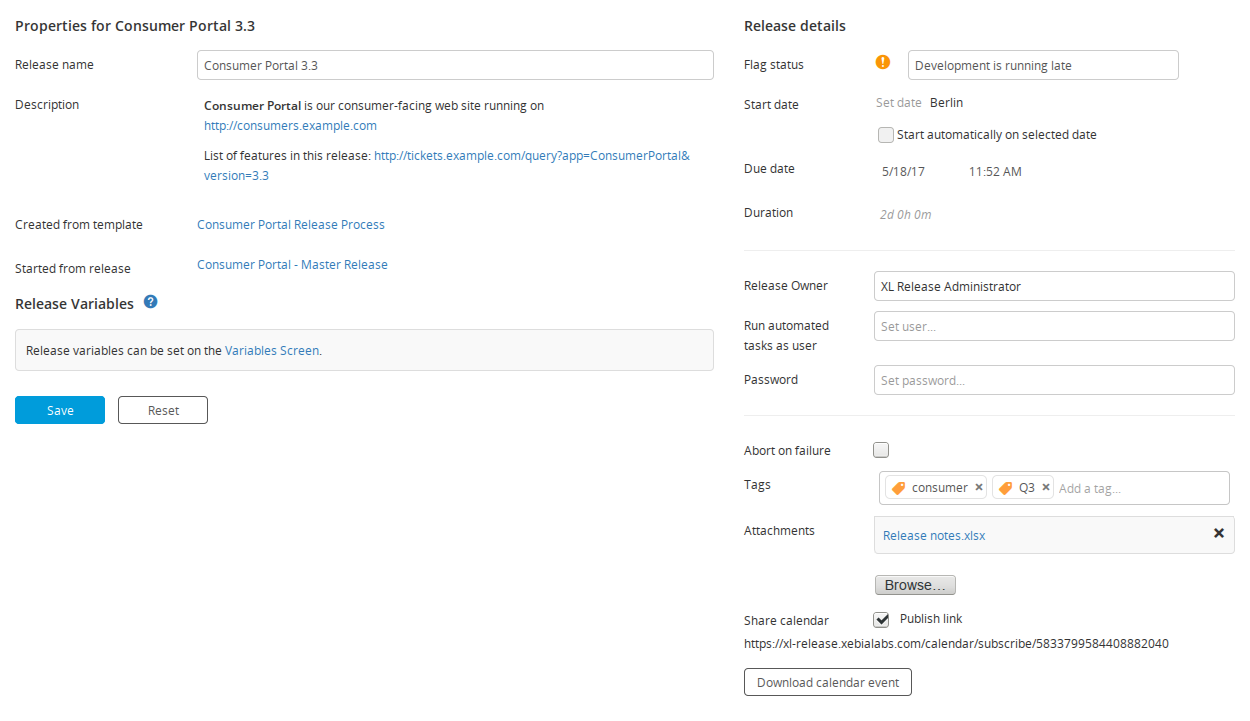 Properties for Consumer Portal 3.3
Release name
Consumer Portal 3.3
Description
Consumer Portal is our consumer-facing web site running on
http://consumers.example.com
List of features in this release: http://tickets.example.com/query?app=ConsumerPortal&
version=3.3
Created from template
Consumer Portal Release Process
Started from release
Consumer Portal - Master Release
Release Variables ?
Release variables can be set on the Variables Screen.
Save
Reset
Release details
Flag status
! Development is running late
Start date
Set date Berlin
Start automatically on selected date
Due date
5/18/17 11:52 AM
Duration
2d 0h 0m
Release Owner
XL Release Administrator
Run automated
tasks as user
Set user...
Password
Set password...
Abort on failure
Tags
consumer × Q3 × Add a tag...
Attachments
Release notes.xlsx ×
Browse...
Share calendar
Publish link
https://xl-release.xebialabs.com/calendar/subscribe/5833799584408882040
Download calendar event